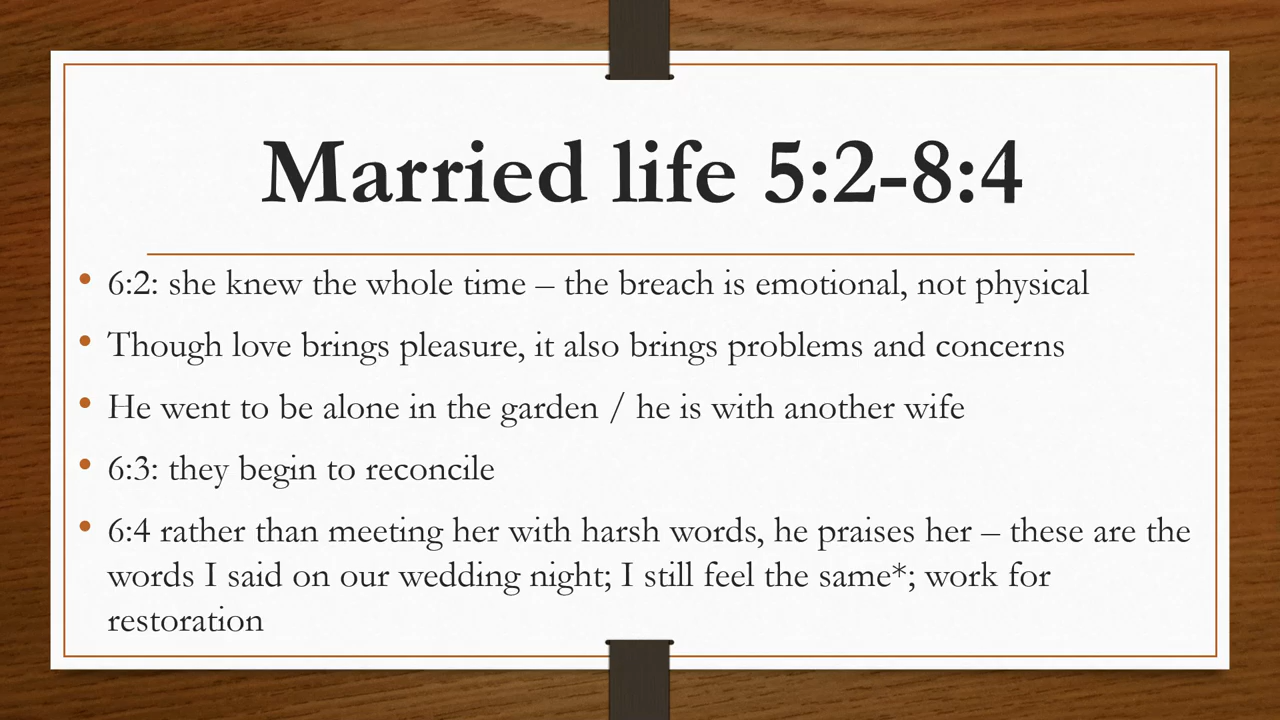 Married life 5:2-8:4
• 6:2: she knew the whole time – the breach is emotional, not physical
• Though love brings pleasure, it also brings problems and concerns
• He went to be alone in the garden / he is with another wife
• 6:3: they begin to reconcile
• 6:4 rather than meeting her with harsh words, he praises her – these are the
words I said on our wedding night; I still feel the same*; work for
restoration